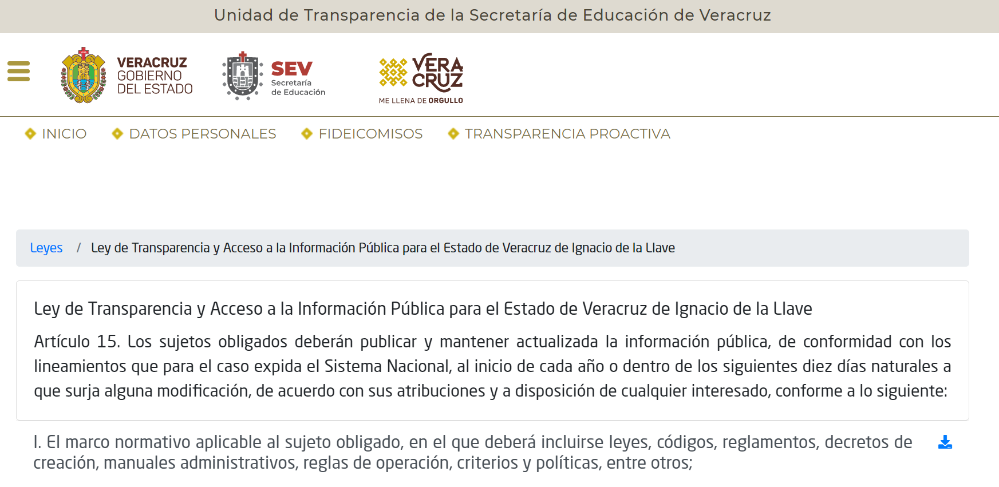 Unidad de Transparencia de la Secretaría de Educación de Veracruz
VERACRUZ
GOBIERNO
DEL ESTADO
SEV
Secretaría
de Educación
VERA
CRUZ
ME LLENA DE ORGULLO
INICIO
DATOS PERSONALES
FIDEICOMISOS
TRANSPARENCIA PROACTIVA
Leyes / Ley de Transparencia y Acceso a la Información Pública para el Estado de Veracruz de Ignacio de la Llave
Ley de Transparencia y Acceso a la Información Pública para el Estado de Veracruz de Ignacio de la Llave
Artículo 15. Los sujetos obligados deberán publicar y mantener actualizada la información pública, de conformidad con los
lineamientos que para el caso expida el Sistema Nacional, al inicio de cada año o dentro de los siguientes diez días naturales a
que surja alguna modificación, de acuerdo con sus atribuciones y a disposición de cualquier interesado, conforme a lo siguiente:
I. El marco normativo aplicable al sujeto obligado, en el que deberá incluirse leyes, códigos, reglamentos, decretos de
creación, manuales administrativos, reglas de operación, criterios y políticas, entre otros;